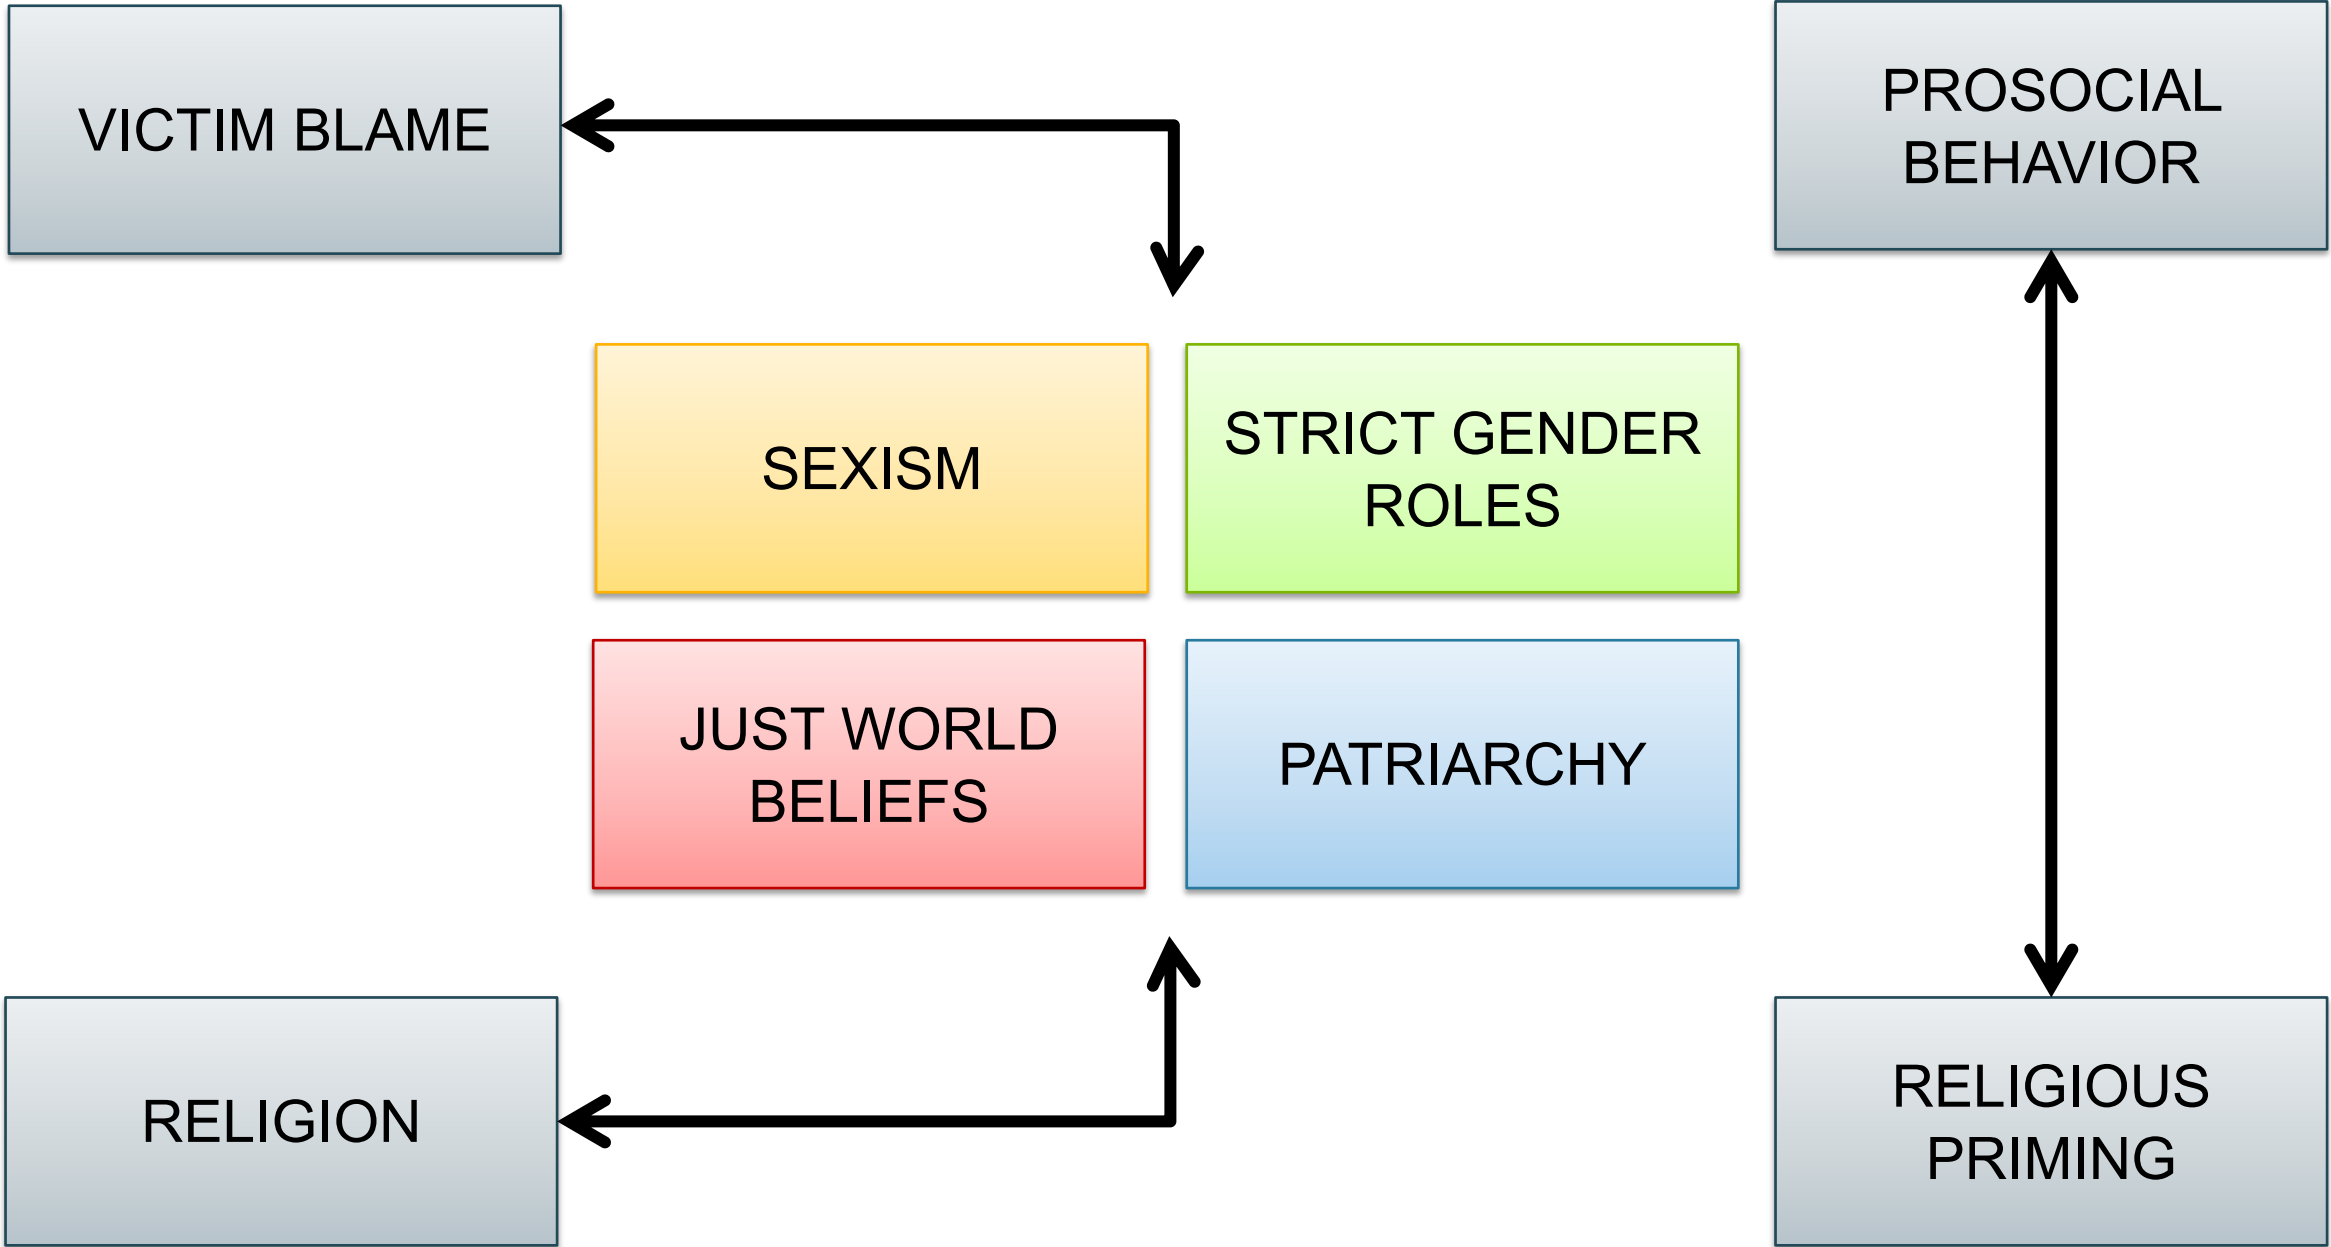 VICTIM BLAME
PROSOCIAL
BEHAVIOR
SEXISM
STRICT GENDER
ROLES
JUST WORLD
BELIEFS
PATRIARCHY
RELIGION
RELIGIOUS
PRIMING